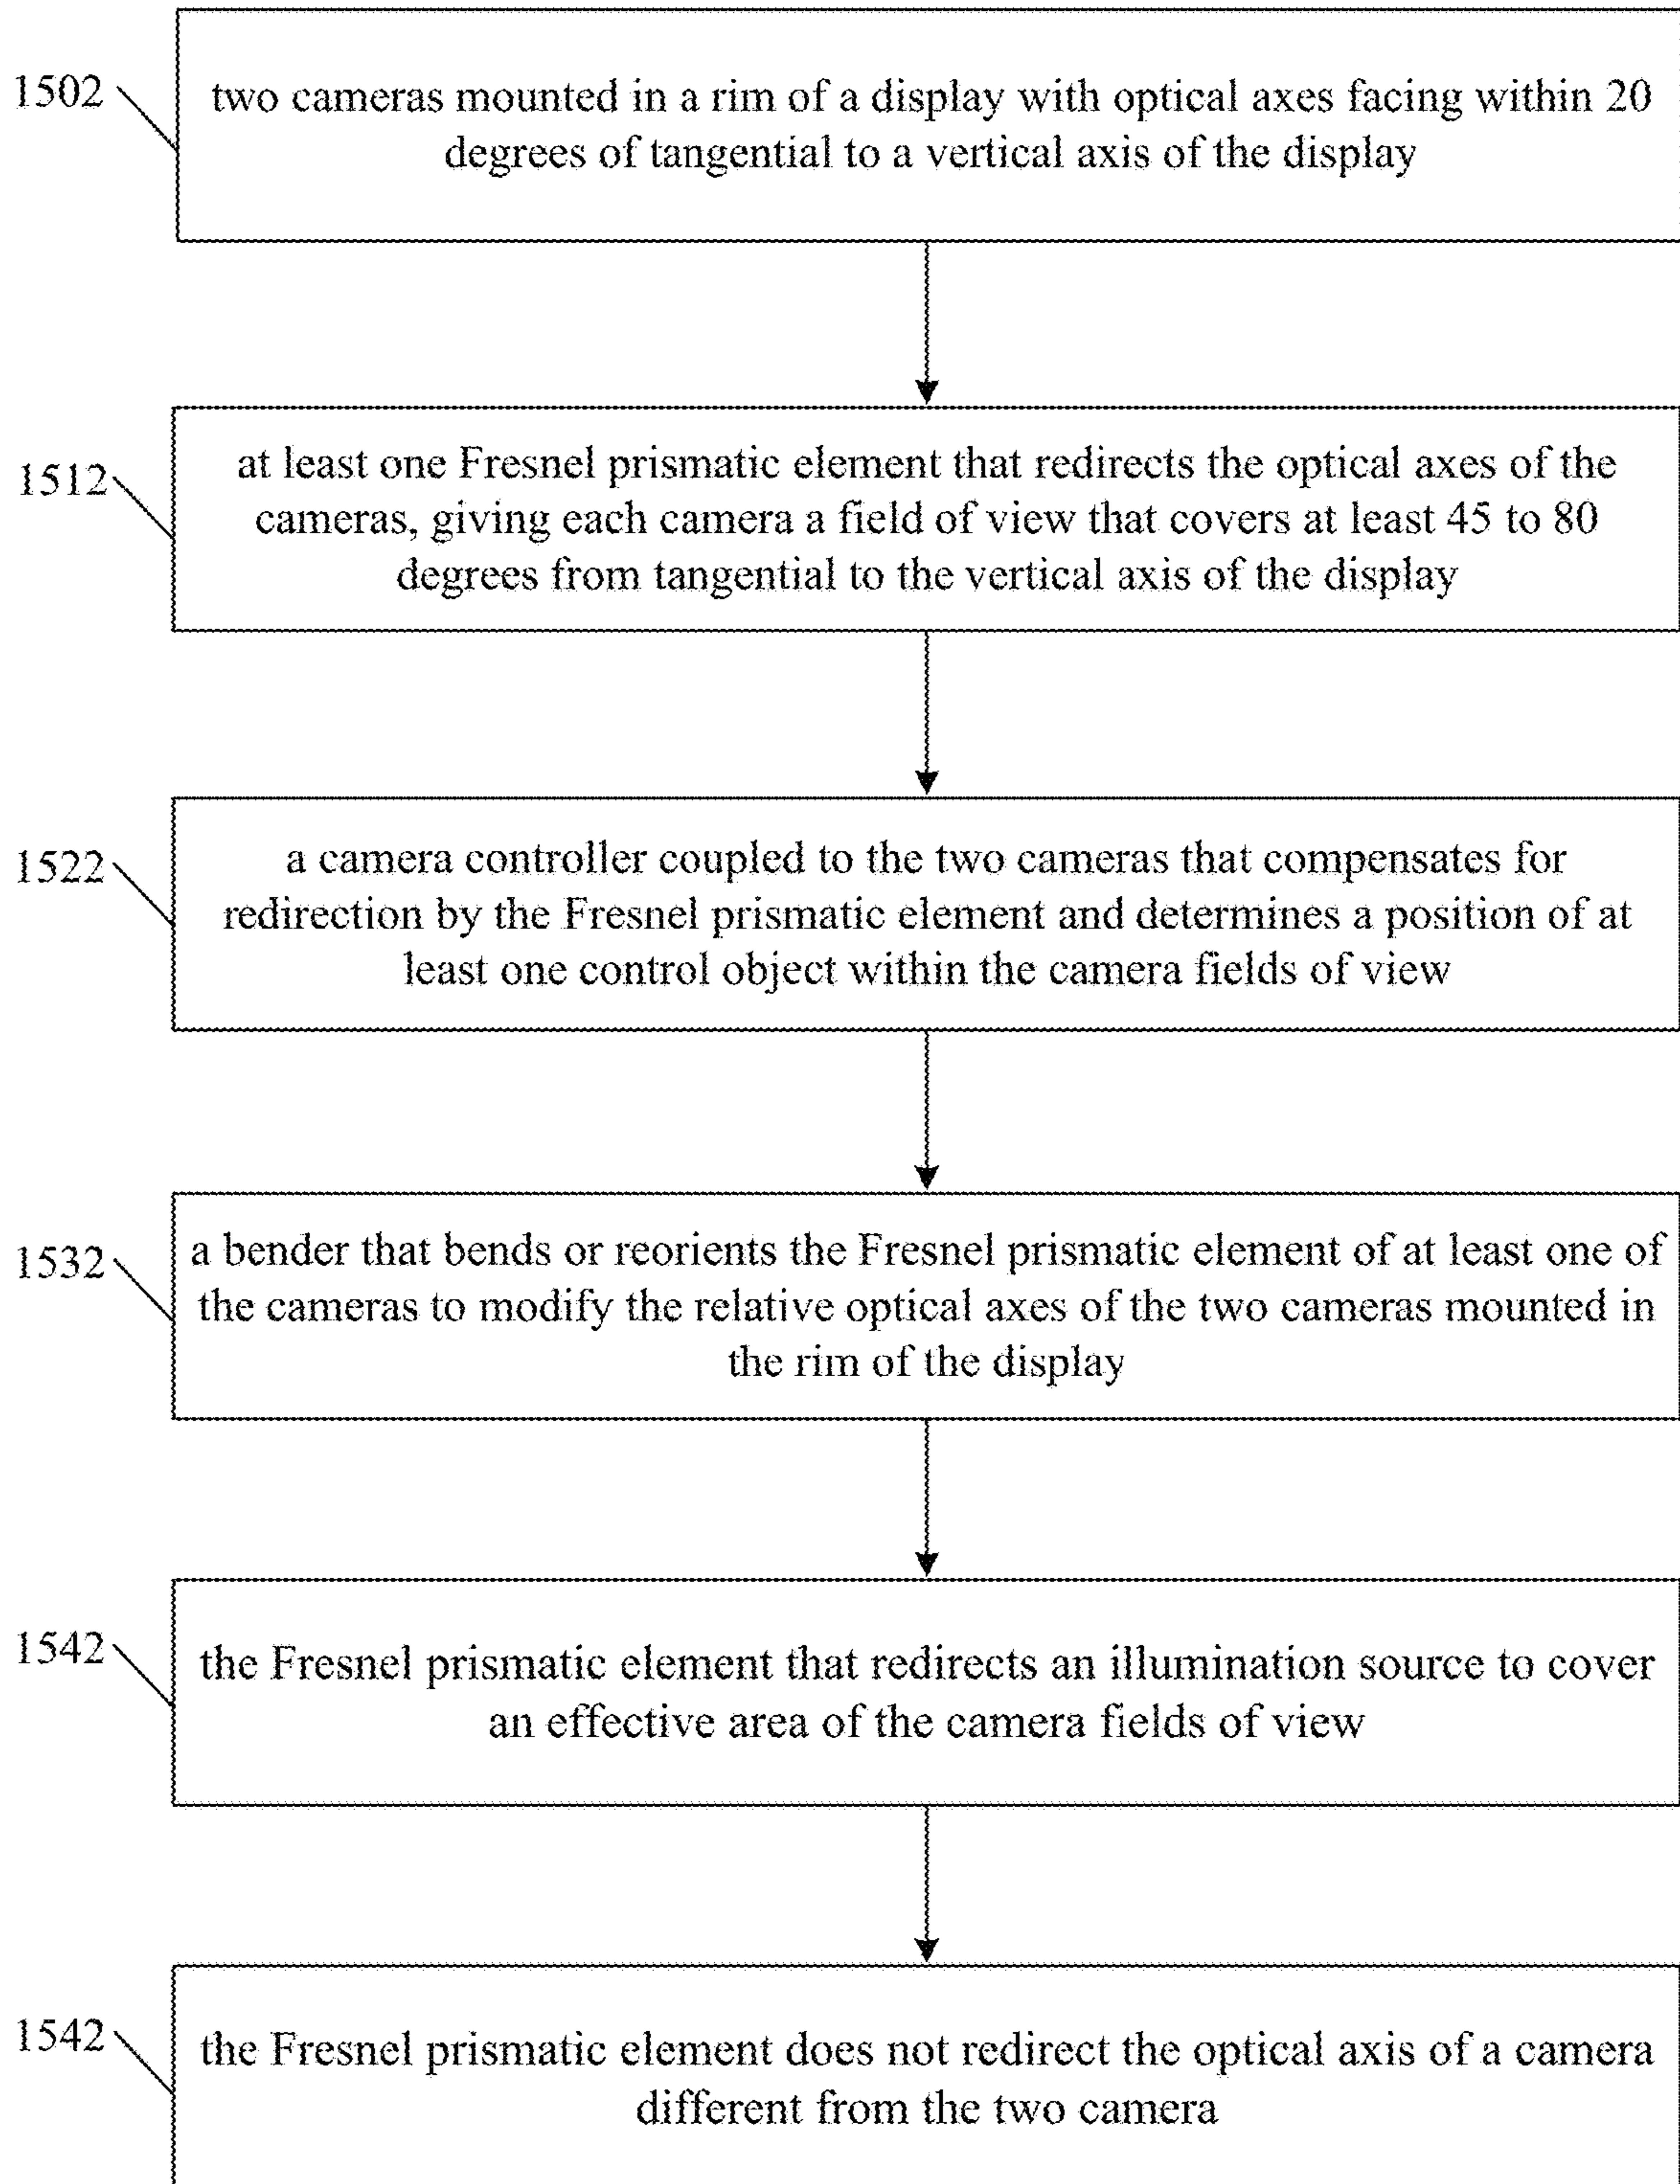 1502
two cameras mounted in a rim of a display with optical axes facing within 20
degrees of tangential to a vertical axis of the display
1512
at least one Fresnel prismatic element that redirects the optical axes of the
cameras, giving each camera a field of view that covers at least 45 to 80
degrees from tangential to the vertical axis of the display
1522
a camera controller coupled to the two cameras that compensates for
redirection by the Fresnel prismatic element and determines a position of at
least one control object within the camera fields of view
1532
a bender that bends or reorients the Fresnel prismatic element of at least one of
the cameras to modify the relative optical axes of the two cameras mounted in
the rim of the display
1542
the Fresnel prismatic element that redirects an illumination source to cover
an effective area of the camera fields of view
1542
the Fresnel prismatic element does not redirect the optical axis of a camera
different from the two camera